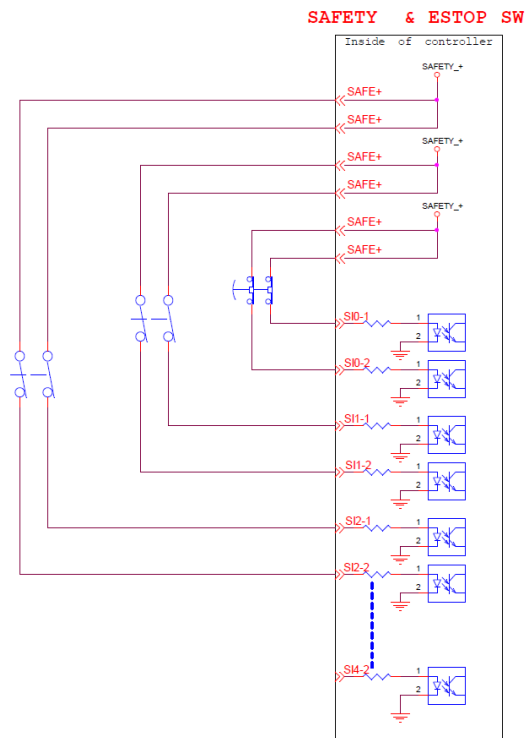 SAFETY & ESTOP SW
Inside of controller
SAFETY_+
SAFE+
SAFE+
SAFETY_+
SAFE+
SAFE+
SAFETY_+
SAFE+
SAFE+
SI0-1
1
2
SI0-2
1
2
SI1-1
1
2
SI1-2
1
2
SI2-1
1
2
SI2-2
1
2
SI4-2
1
2